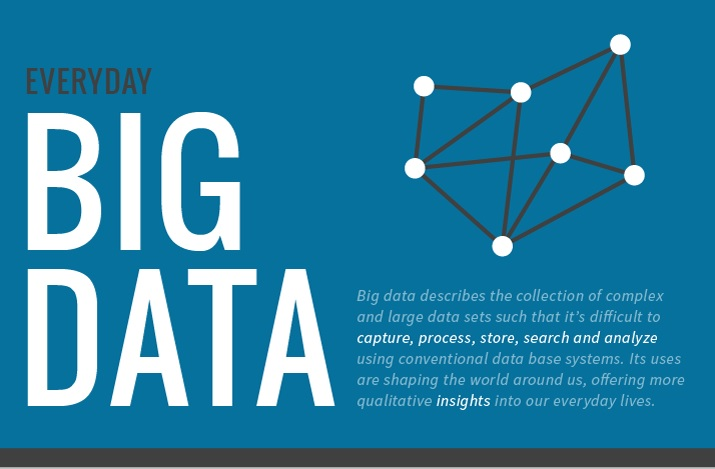 EVERYDAY
BIG
DATA
Big data describes the collection of complex
and large data sets such that it’s difficult to
capture, process, store, search and analyze
using conventional data base systems. Its uses
are shaping the world around us, offering more
qualitative insights into our everyday lives.